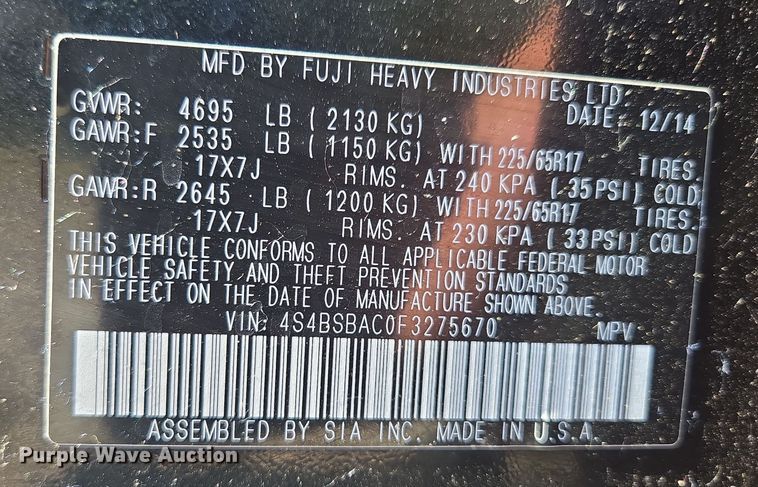 MFD BY FUJI HEAVY INDUSTRIES LTD.
GVWR: 4695 LB ( 2130 KG) DATE: 12/14
GAWR:F 2535 LB ( 1150 KG) WITH 225/65R17 TIRES.
17X7J RIMS. AT 240 KPA ( 35 PSI) COLD
GAWR:R 2645 LB ( 1200 KG) WITH 225/65R17 TIRES.
17X7J RIMS. AT 230 KPA ( 33 PSI) COLD
THIS VEHICLE CONFORMS TO ALL APPLICABLE FEDERAL MOTOR
VEHICLE SAFETY AND THEFT PREVENTION STANDARDS
IN EFFECT ON THE DATE OF MANUFACTURE SHOWN ABOVE.
VIN: 4S4BSBAC0F3275670 MPV
ASSEMBLED BY SIA INC. MADE IN U.S.A.
Purple Wave Auction